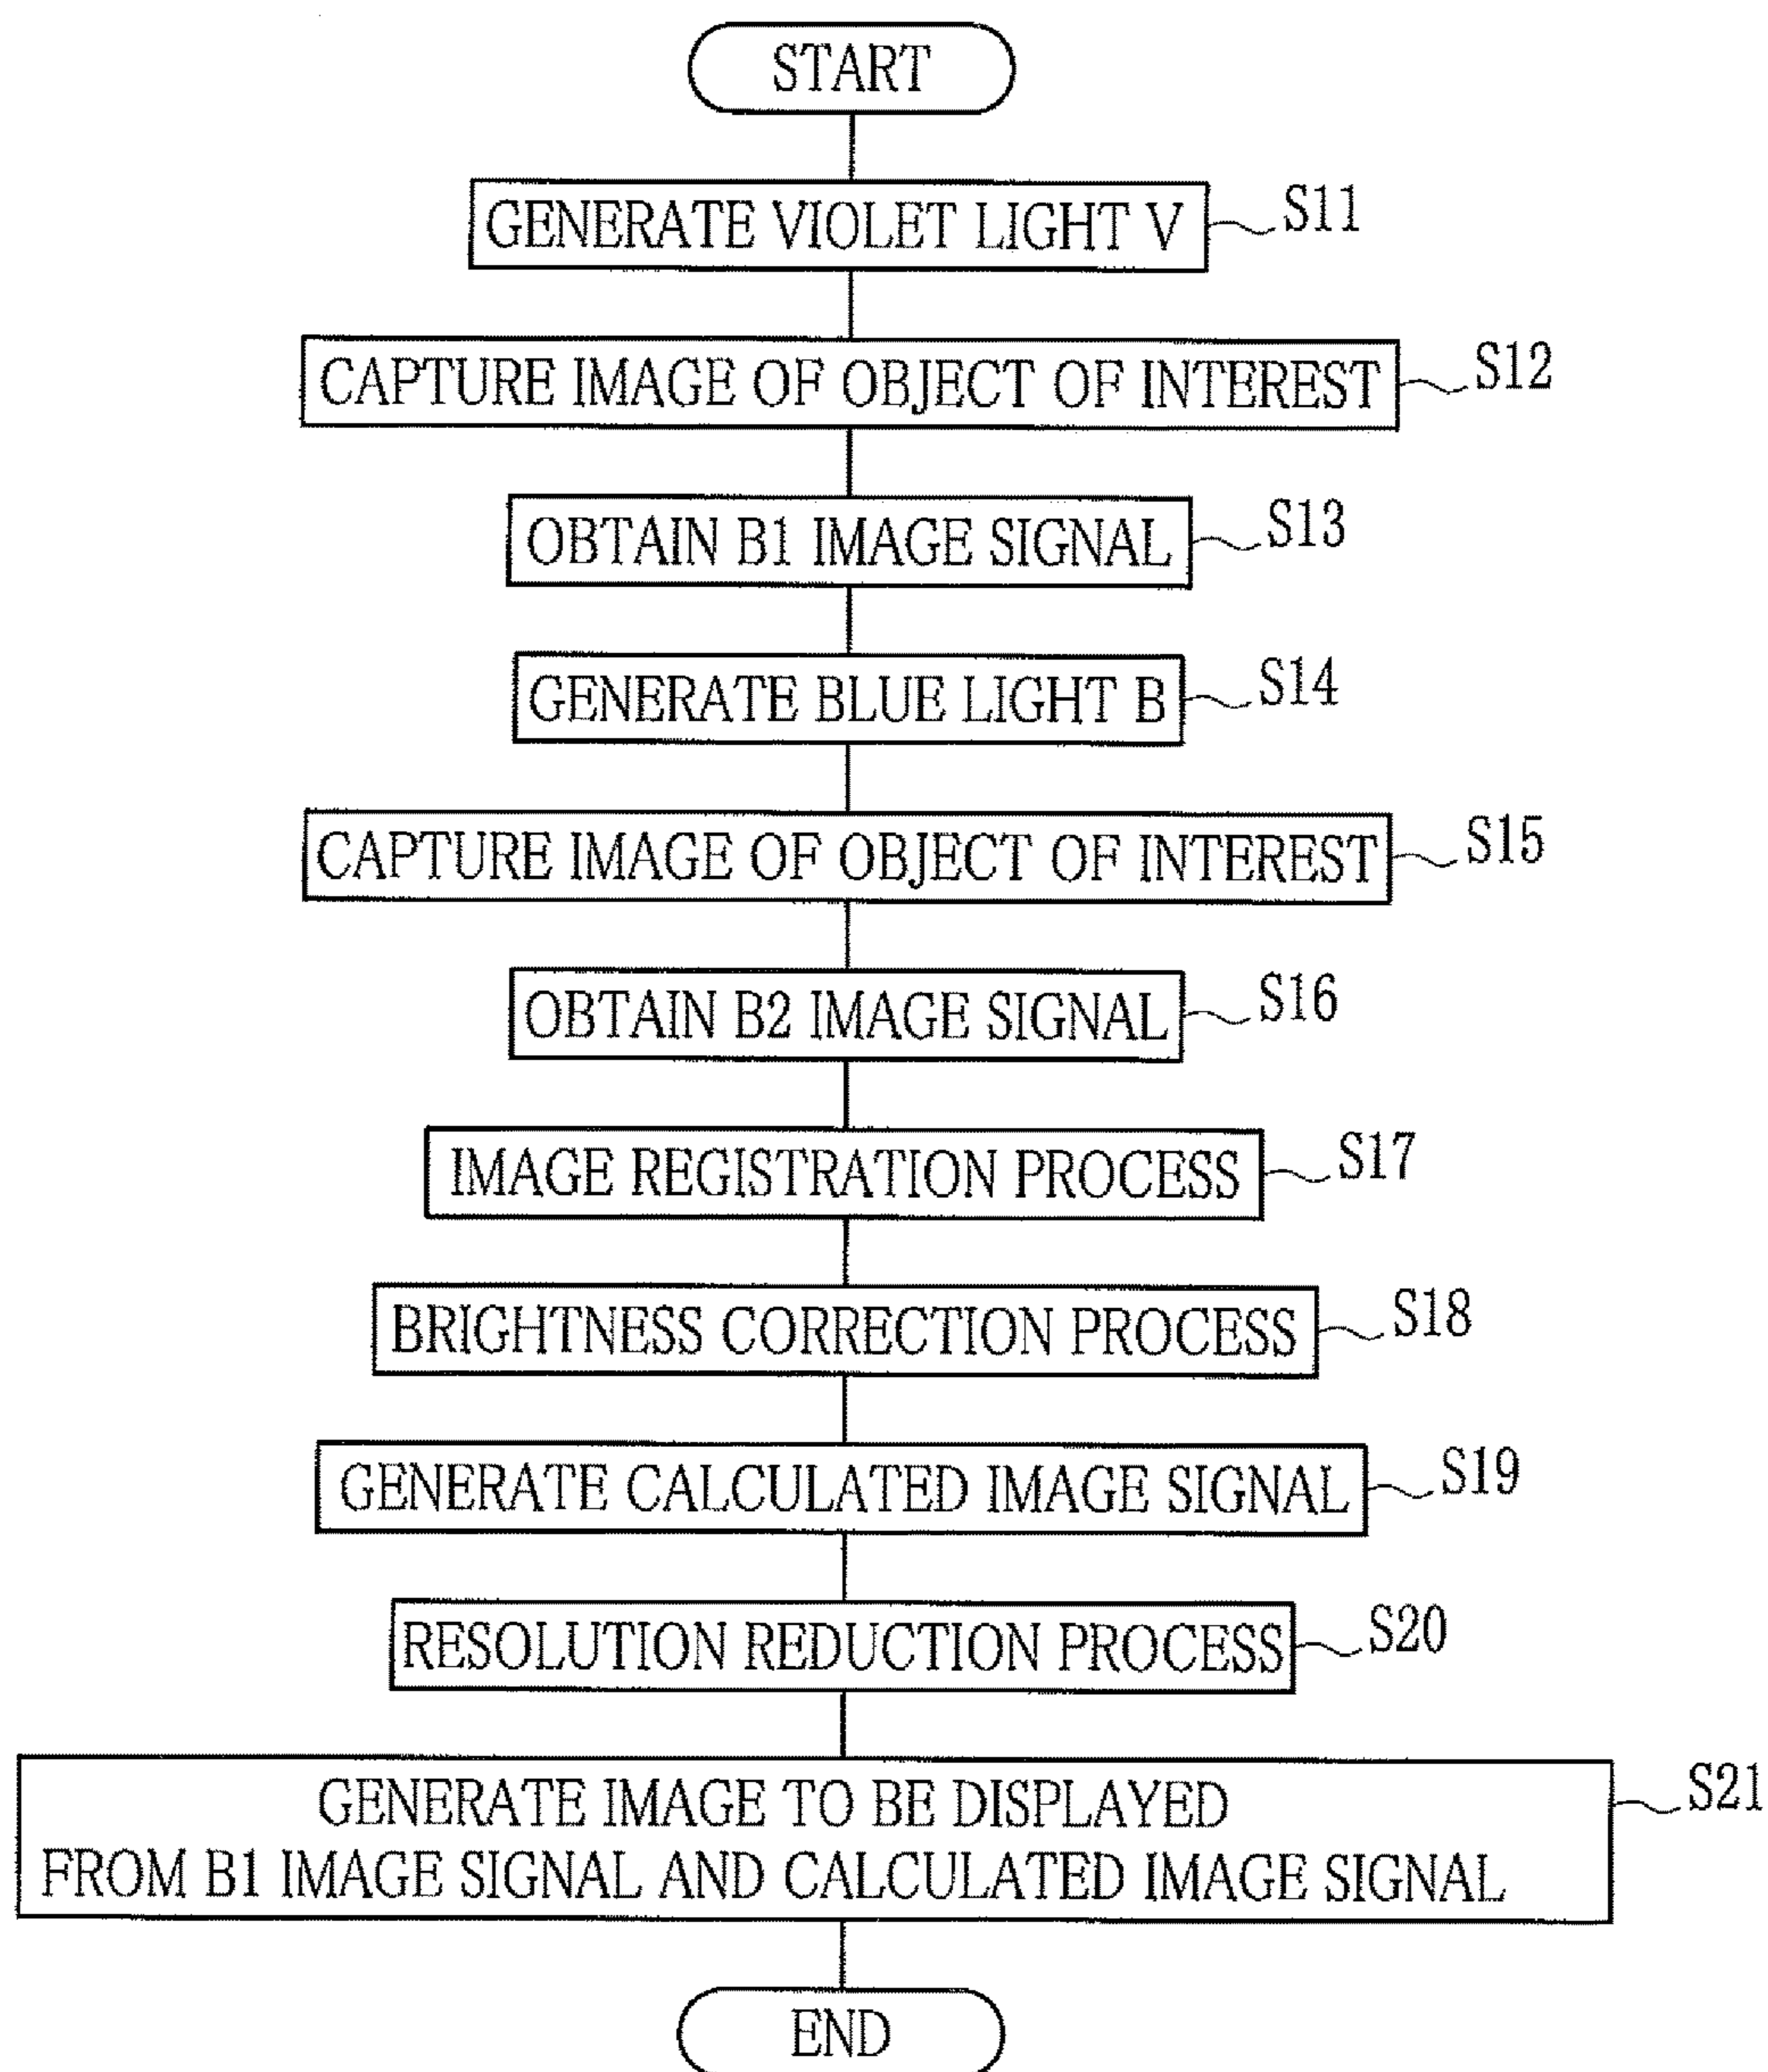 START
GENERATE VIOLET LIGHT V
S11
CAPTURE IMAGE OF OBJECT OF INTEREST
S12
OBTAIN B1 IMAGE SIGNAL
S13
GENERATE BLUE LIGHT B
S14
CAPTURE IMAGE OF OBJECT OF INTEREST
S15
OBTAIN B2 IMAGE SIGNAL
S16
IMAGE REGISTRATION PROCESS
S17
BRIGHTNESS CORRECTION PROCESS
S18
GENERATE CALCULATED IMAGE SIGNAL
S19
RESOLUTION REDUCTION PROCESS
S20
GENERATE IMAGE TO BE DISPLAYED
FROM B1 IMAGE SIGNAL AND CALCULATED IMAGE SIGNAL
S21
END